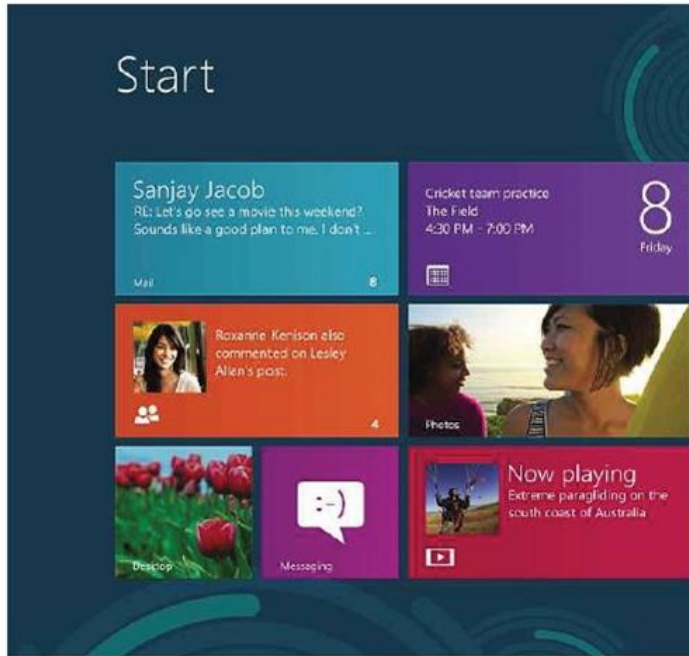 Start
Sanjay Jacob
RE: Let's go see a movie this weekend?
Sounds like a good plan to me. I don't ...
Mail
8
Cricket team practice
The Field
4:30 PM - 7:00 PM
8
Friday
Roxanne Kenison also
commented on Lesley
Allan's post.
4
Photos
Desktop
:-)
Messaging
Now playing
Extreme paragliding on the
south coast of Australia